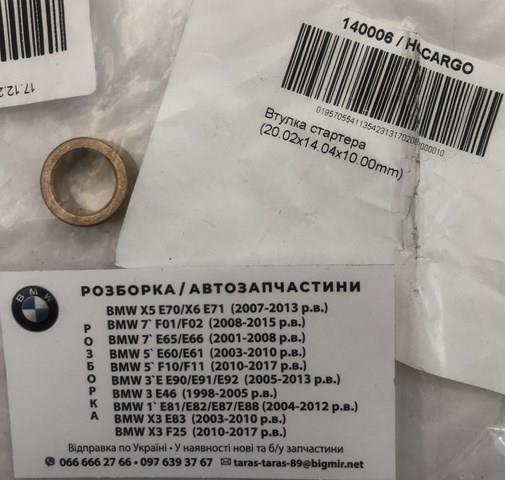 17.12.2
140006 / H-CARGO
Втулка стартера
(20.02x14.04x10.00mm)
BMW
РОЗБОРКА / АВТОЗАПЧАСТИНИ
РОЗБОРКА
BMW X5 E70/X6 E71 (2007-2013 р.в.)
BMW 7` F01/F02 (2008-2015 р.в.)
BMW 7` E65/E66 (2001-2008 р.в.)
BMW 5` E60/E61 (2003-2010 р.в.)
BMW 5` F10/F11 (2010-2017 р.в.)
BMW 3`E E90/E91/E92 (2005-2013 р.в.)
BMW 3 E46 (1998-2005 р.в.)
BMW 1` E81/E82/E87/E88 (2004-2012 р.в.)
BMW X3 E83 (2003-2010 р.в.)
BMW X3 F25 (2010-2017 р.в.)
Відправка по Україні • У наявності нові та б/у запчастини
066 666 27 66 • 097 639 37 67 taras-taras-89@bigmir.net